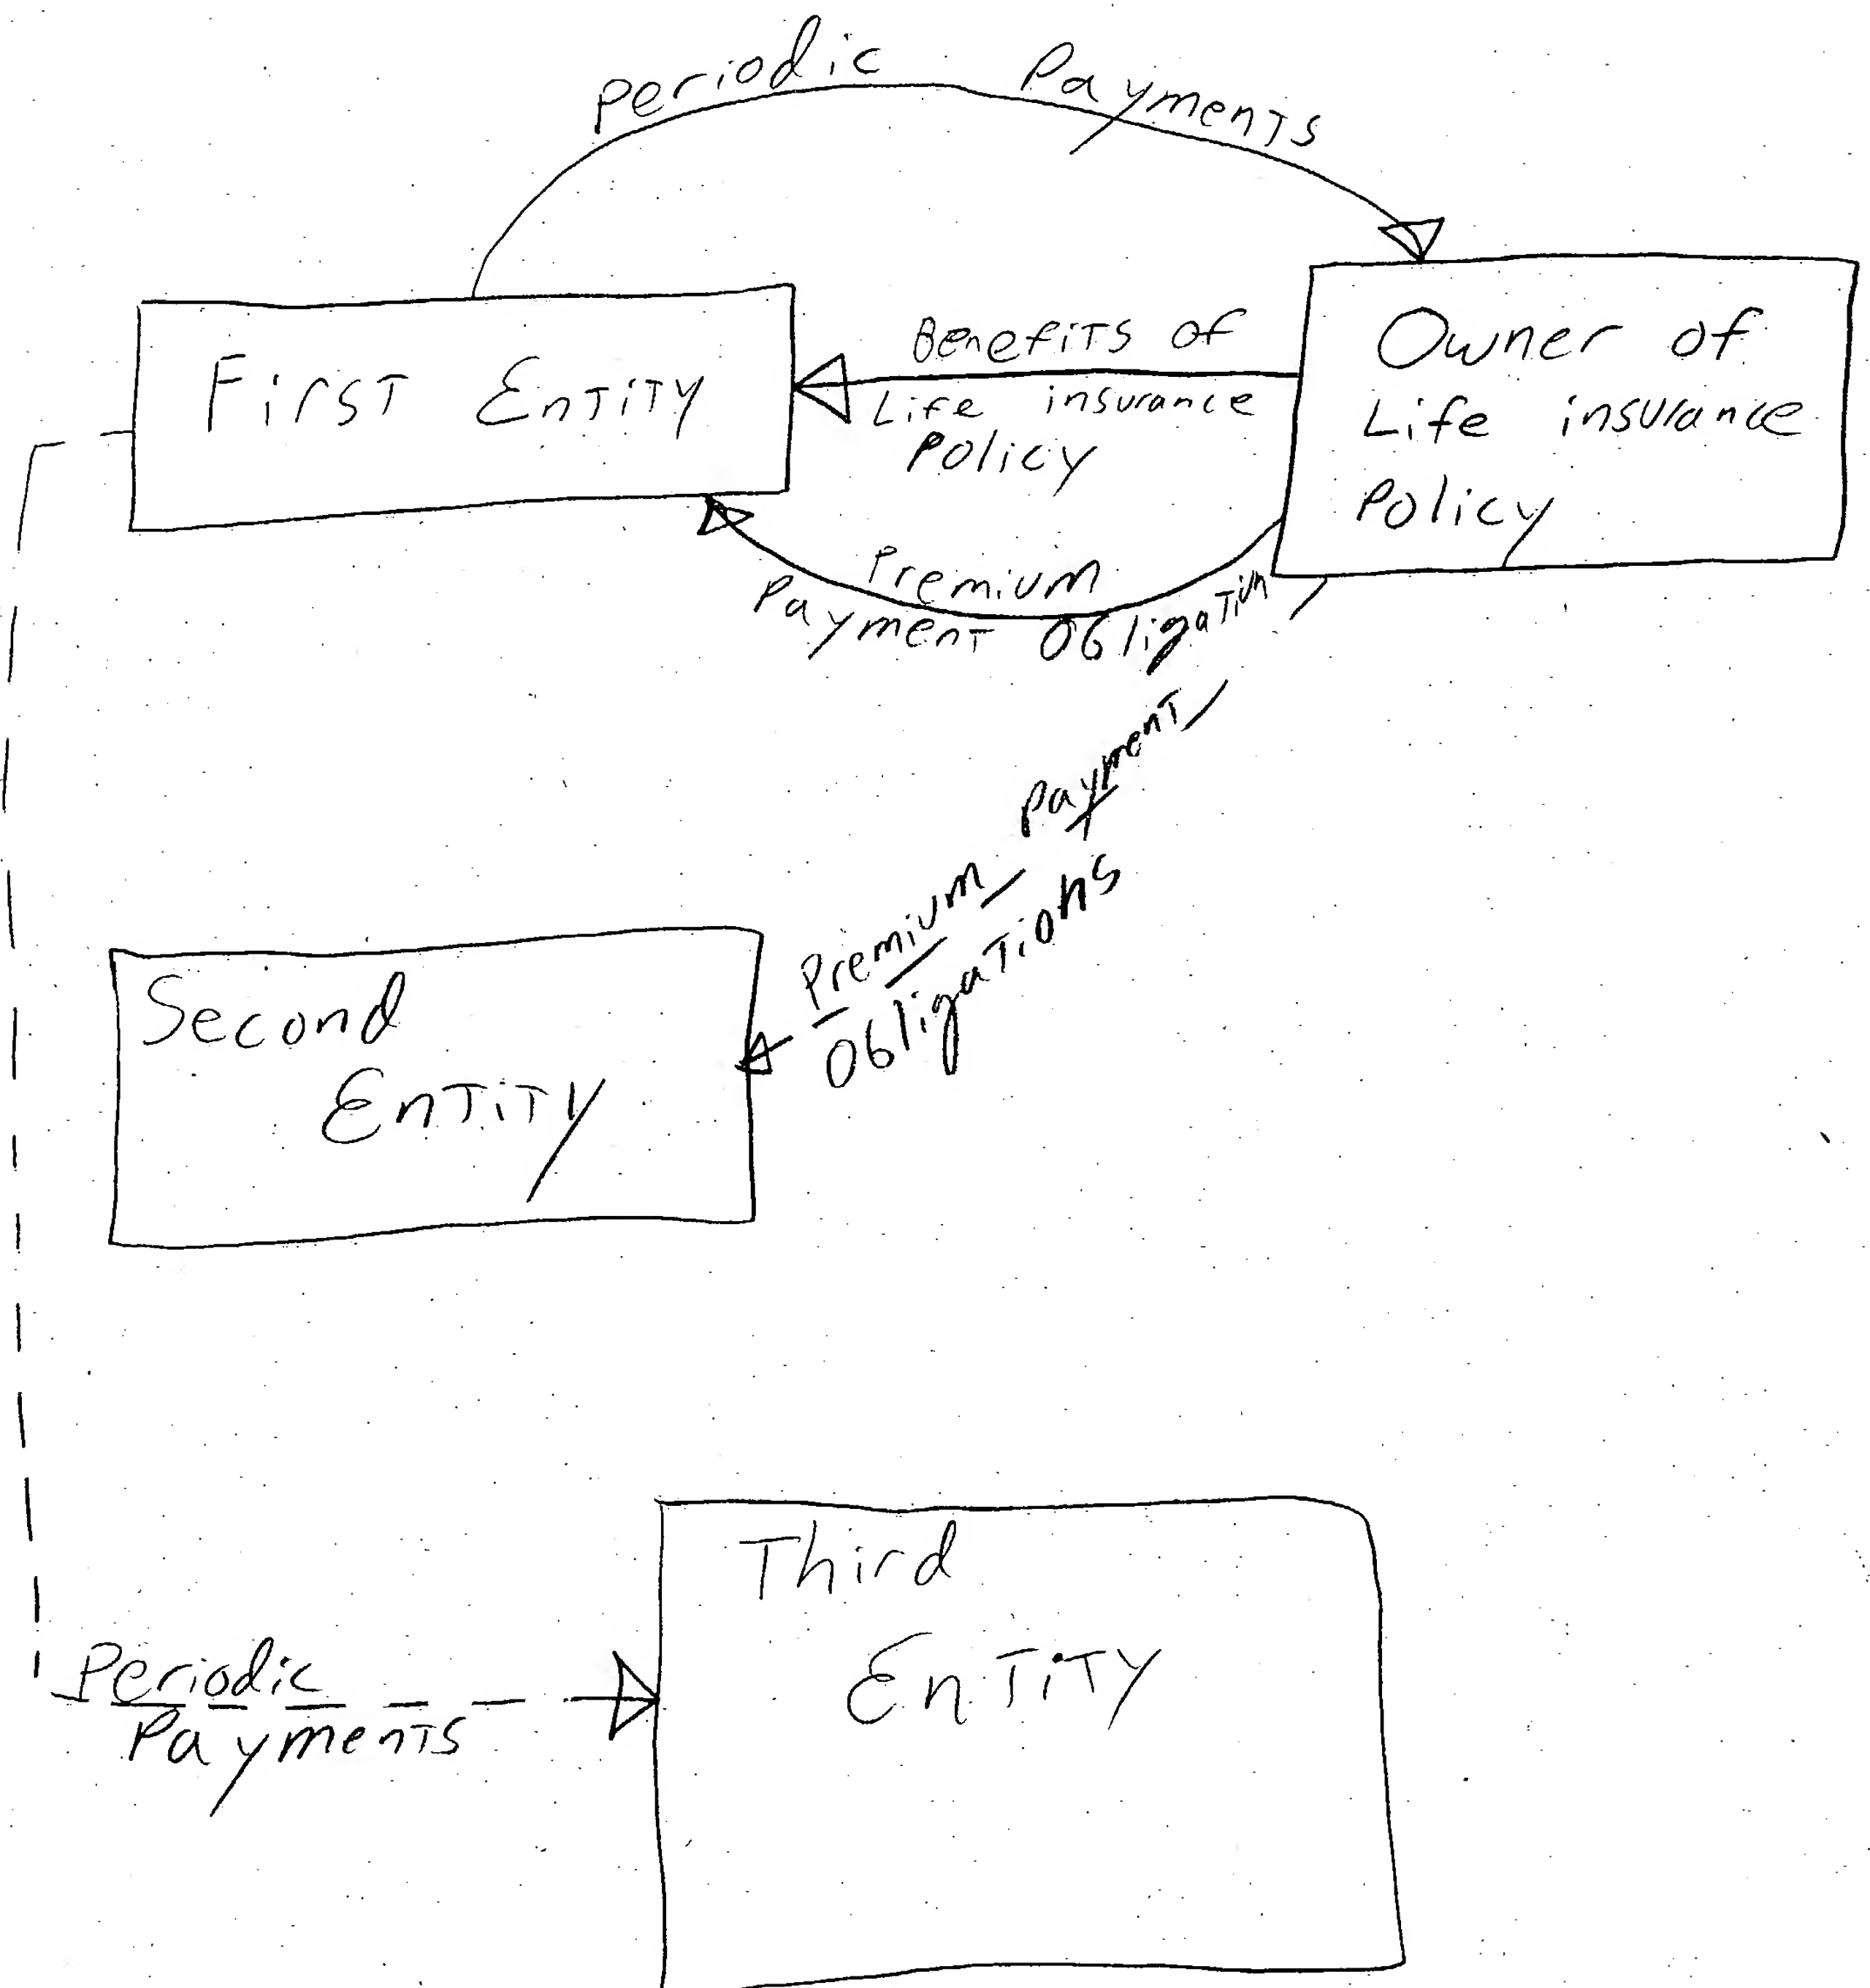 Periodic Payments
First Entity
Benefits of
Life insurance
Policy
Owner of
Life insurance
Policy
Premium
Payment Obligation
Premium Payment
Obligations
Second
Entity
Third
Entity
Periodic
Payments